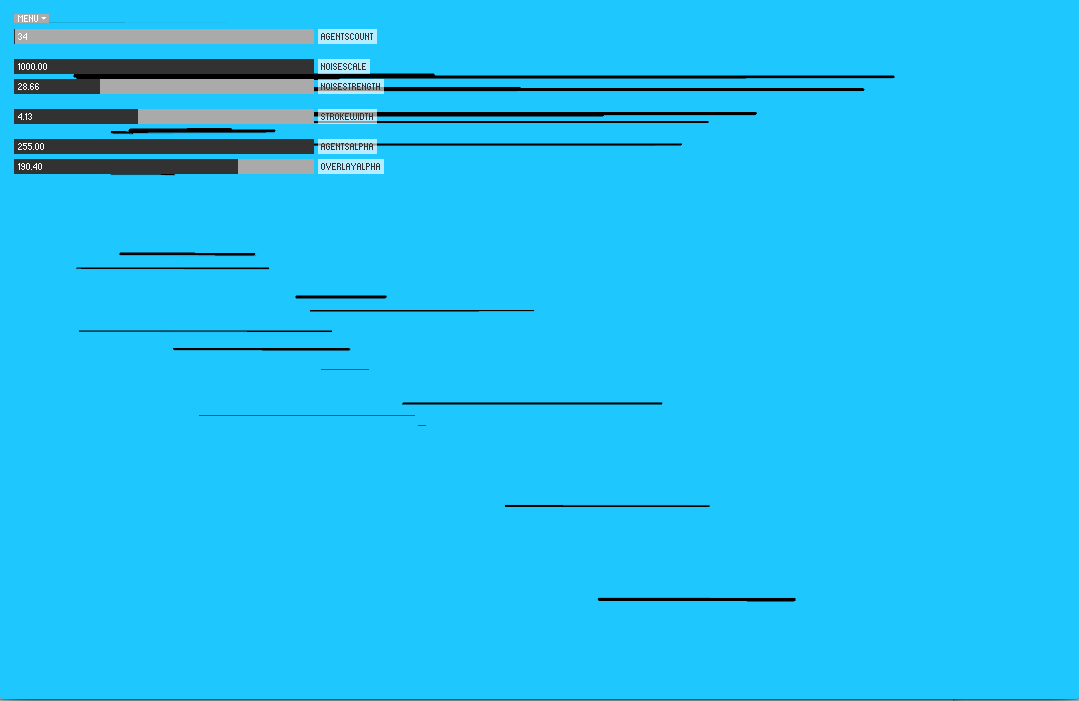 MENU
34 AGENTSCOUNT
1000.00 NOISESCALE
28.66 NOISESTRENGTH
4.13 STROKEWIDTH
255.00 AGENTSALPHA
190.40 OVERLAYALPHA